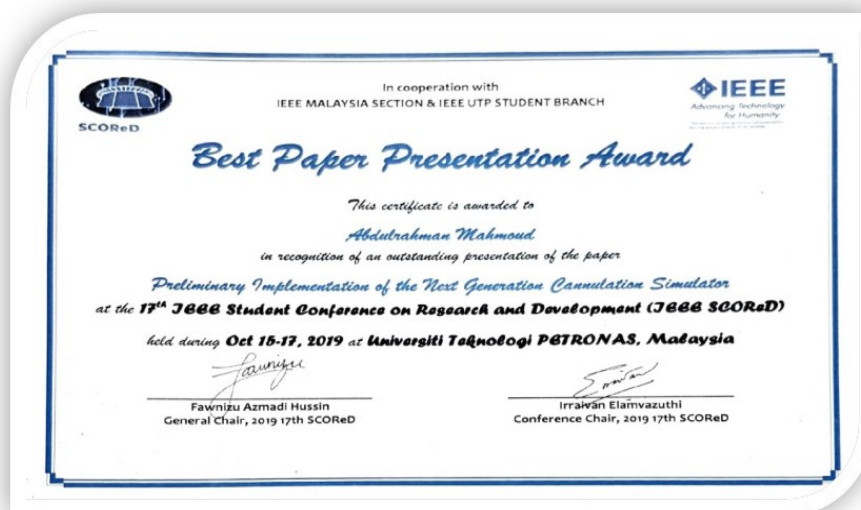 SCOReD
In cooperation with
IEEE MALAYSIA SECTION & IEEE UTP STUDENT BRANCH
IEEE
Advancing Technology
for Humanity
Best Paper Presentation Award
This certificate is awarded to
Abdulrahman Mahmoud
in recognition of an outstanding presentation of the paper
Preliminary Implementation of the Next Generation Cannulation Simulator
at the 17th IEEE Student Conference on Research and Development (IEEE SCOReD)
held during Oct 15-17, 2019 at Universiti Teknologi PETRONAS, Malaysia
Fawnizu Azmadi Hussin
General Chair, 2019 17th SCOReD
Irraivan Elamvazuthi
Conference Chair, 2019 17th SCOReD